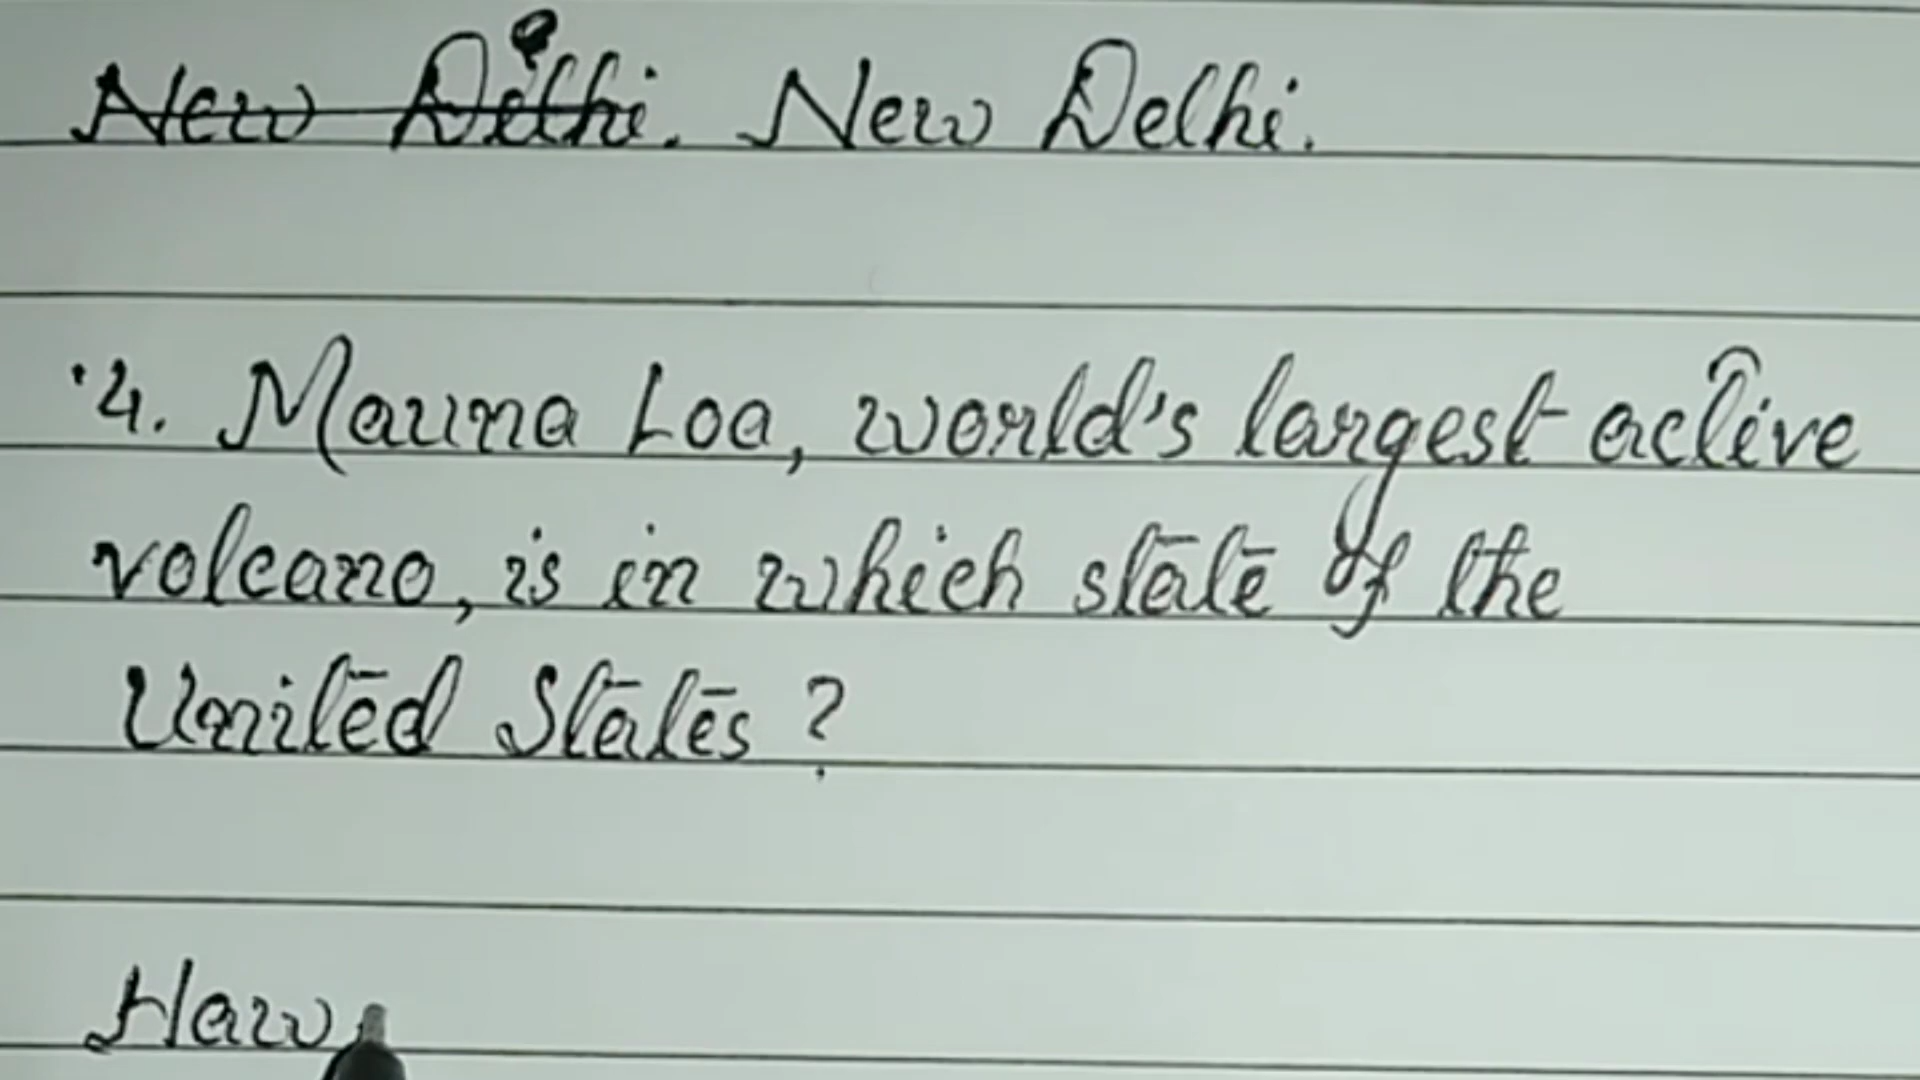 New Delhi. New Delhi.
4. Mauna Loa, world's largest active
volcano, is in which state of the
United States?
Haw